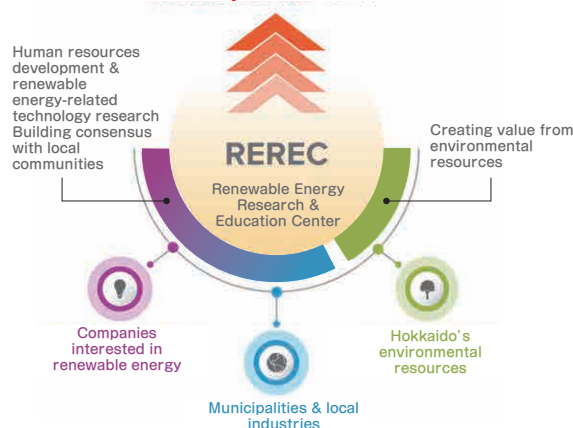 Human resources
development &
renewable
energy-related
technology research
Building consensus
with local
communities
REREC
Renewable Energy
Research &
Education Center
Creating value from
environmental
resources
Companies
interested in
renewable energy
Municipalities & local
industries
Hokkaido's
environmental
resources